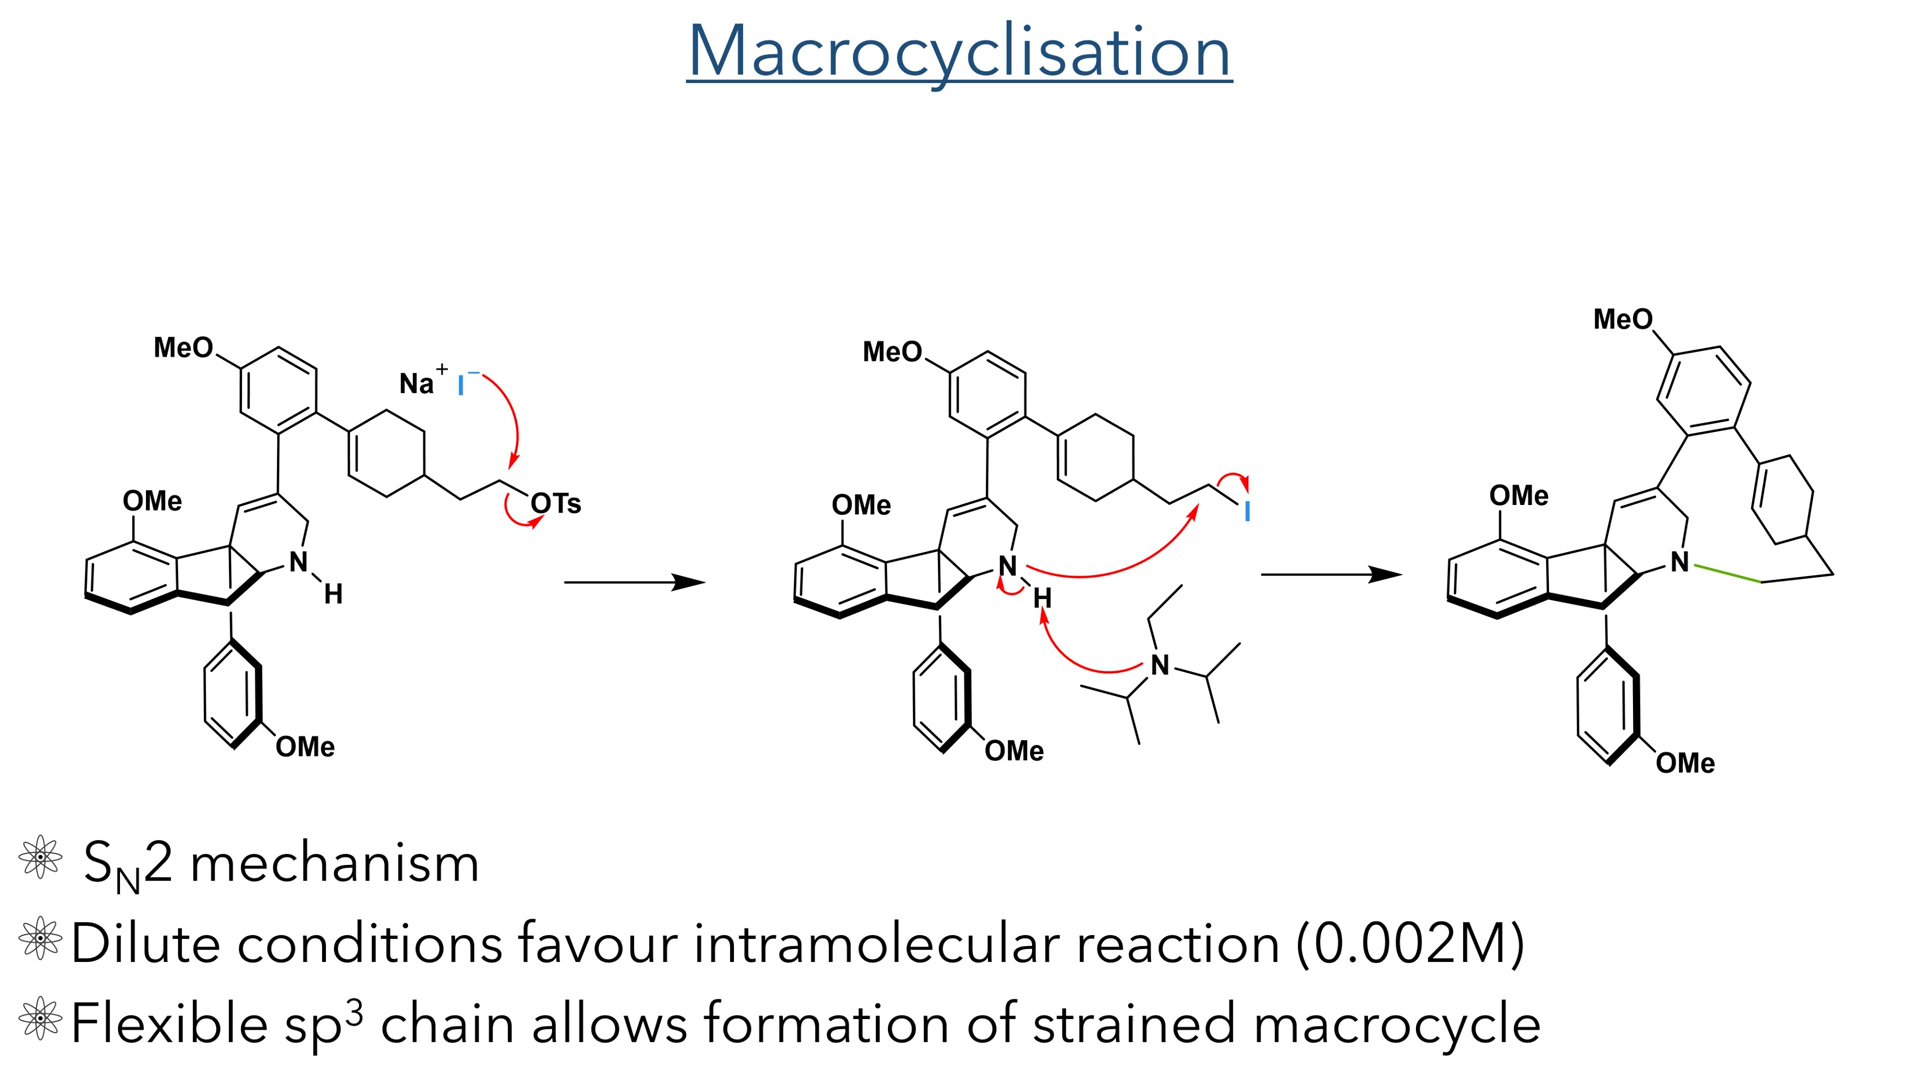 Macrocyclisation
MeO
Na+ I−
OTs
OMe
N
H
OMe
MeO
I
OMe
N
H
N
OMe
MeO
OMe
N
OMe
SN2 mechanism
Dilute conditions favour intramolecular reaction (0.002M)
Flexible sp³ chain allows formation of strained macrocycle